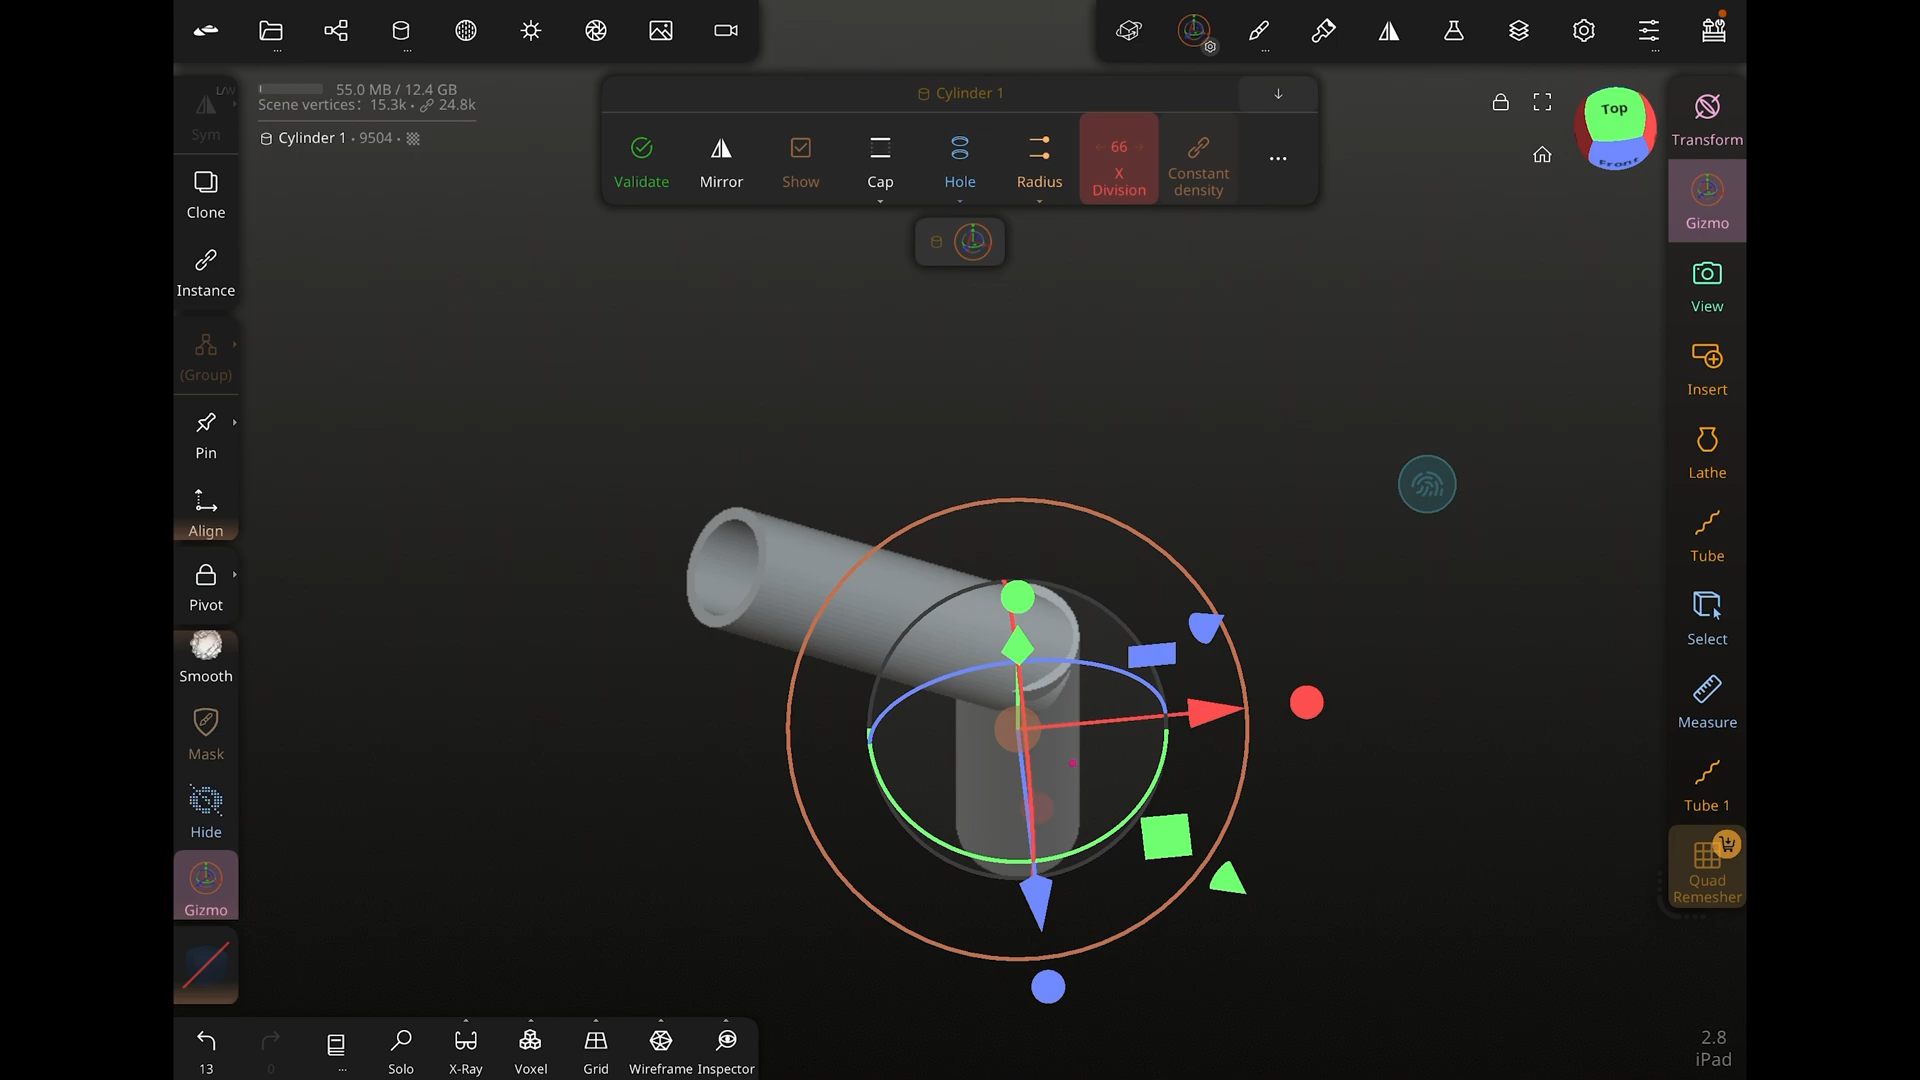 L/W
Sym
Clone
Instance
(Group)
Pin
Align
Pivot
Smooth
Mask
Hide
Gizmo
55.0 MB / 12.4 GB
Scene vertices: 15.3k • 24.8k
Cylinder 1 • 9504 •
Cylinder 1
Validate
Mirror
Show
Cap
Hole
Radius
66
X
Division
Constant
density
...
Top
Front
Transform
Gizmo
View
Insert
Lathe
Tube
Select
Measure
Tube 1
Quad
Remesher
13
0
...
Solo
X-Ray
Voxel
Grid
Wireframe
Inspector
2.8
iPad